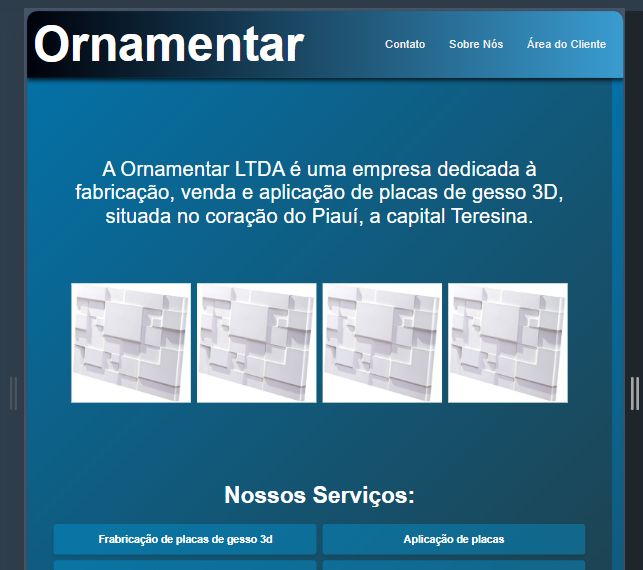 Ornamentar
Contato
Sobre Nós
Área do Cliente
A Ornamentar LTDA é uma empresa dedicada à
fabricação, venda e aplicação de placas de gesso 3D,
situada no coração do Piauí, a capital Teresina.
Nossos Serviços:
Frabricação de placas de gesso 3d
Aplicação de placas